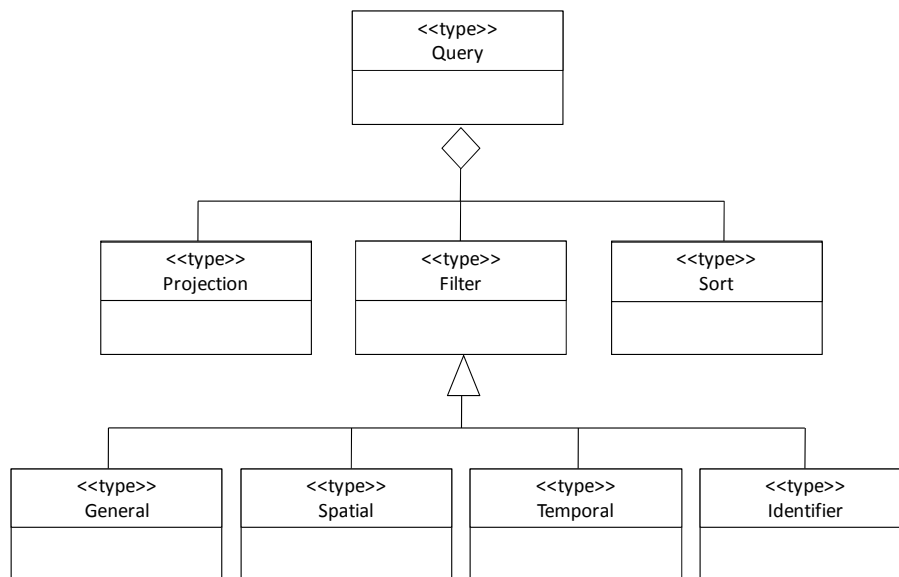 <<type>>
Query
<<type>>
Projection
<<type>>
Filter
<<type>>
Sort
<<type>>
General
<<type>>
Spatial
<<type>>
Temporal
<<type>>
Identifier